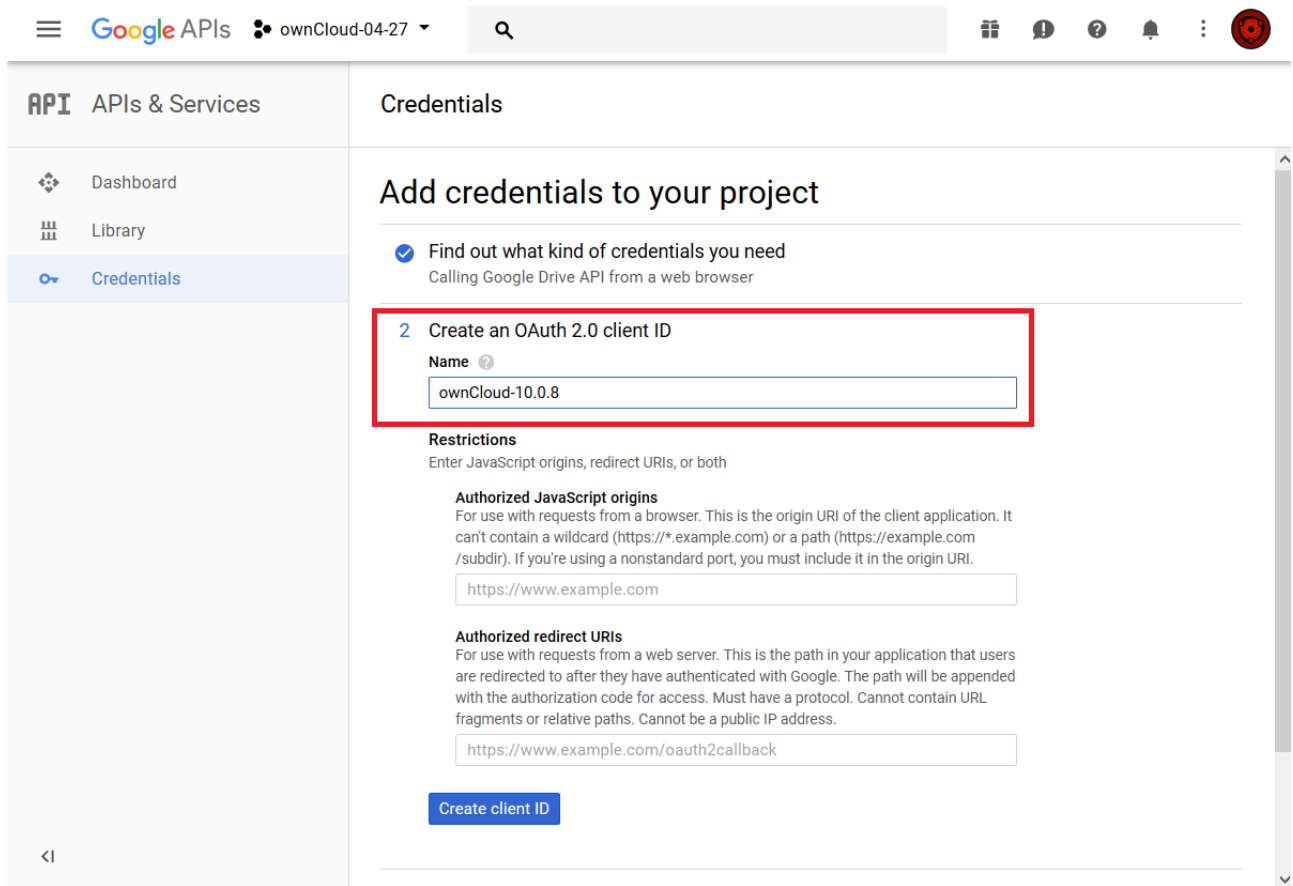 Google APIs ownCloud-04-27
API APIs & Services
Credentials
Dashboard
Library
Credentials
Add credentials to your project
Find out what kind of credentials you need
Calling Google Drive API from a web browser
2 Create an OAuth 2.0 client ID
Name ?
ownCloud-10.0.8
Restrictions
Enter JavaScript origins, redirect URIs, or both
Authorized JavaScript origins
For use with requests from a browser. This is the origin URI of the client application. It
can't contain a wildcard (https://*.example.com) or a path (https://example.com
/subdir). If you're using a nonstandard port, you must include it in the origin URI.
https://www.example.com
Authorized redirect URIs
For use with requests from a web server. This is the path in your application that users
are redirected to after they have authenticated with Google. The path will be appended
with the authorization code for access. Must have a protocol. Cannot contain URL
fragments or relative paths. Cannot be a public IP address.
https://www.example.com/oauth2callback
Create client ID